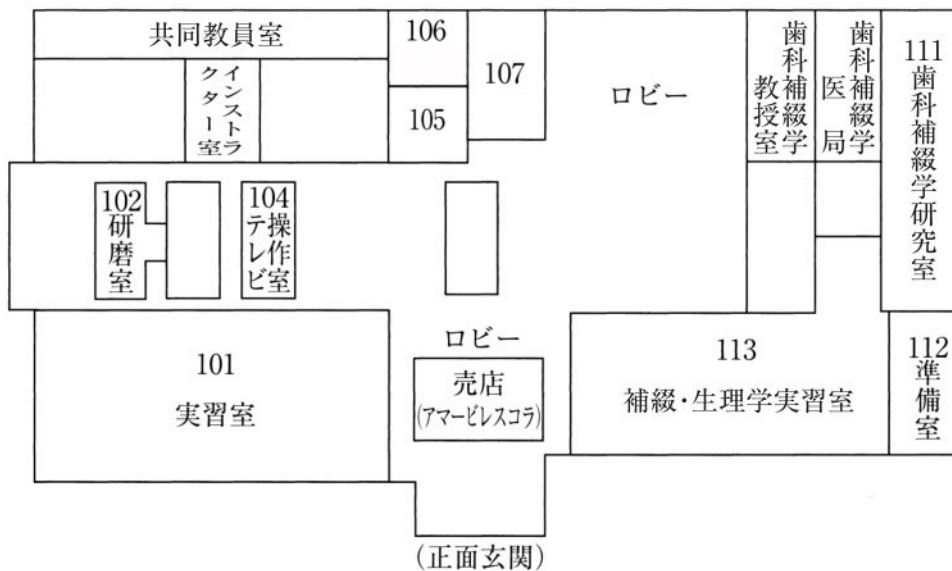 共同教員室
106
105
107
インストラ
クター室
ロビー
歯科補綴学
教授室
歯科補綴学
医局
111
歯科補綴学研究室
102
研磨室
104
操作室
テレビ
ロビー
101
実習室
売店
(アマービレスコラ)
113
補綴・生理学実習室
112
準備室
(正面玄関)